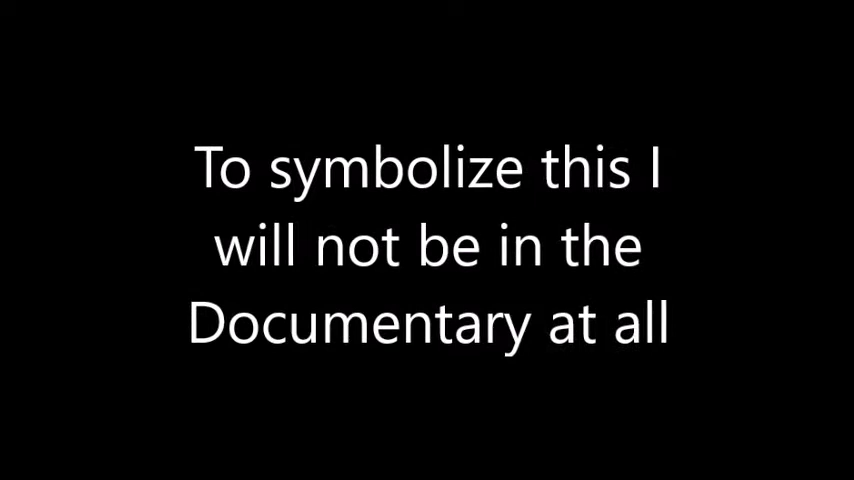 To symbolize this I
will not be in the
Documentary at all